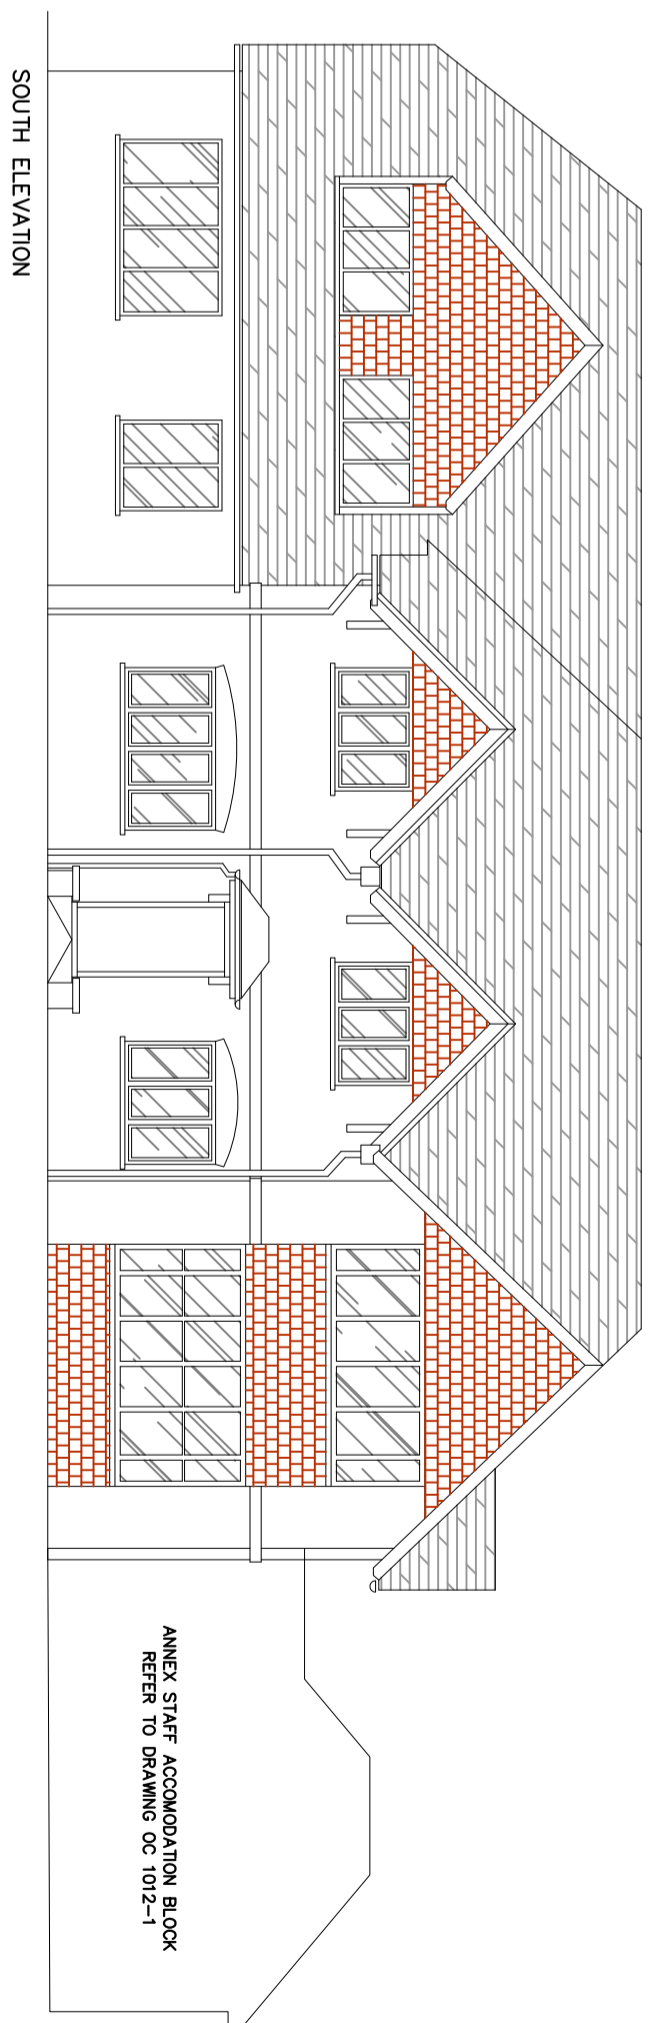 SOUTH ELEVATION
ANNEX STAFF ACCOMODATION BLOCK
REFER TO DRAWING OC 1012-1